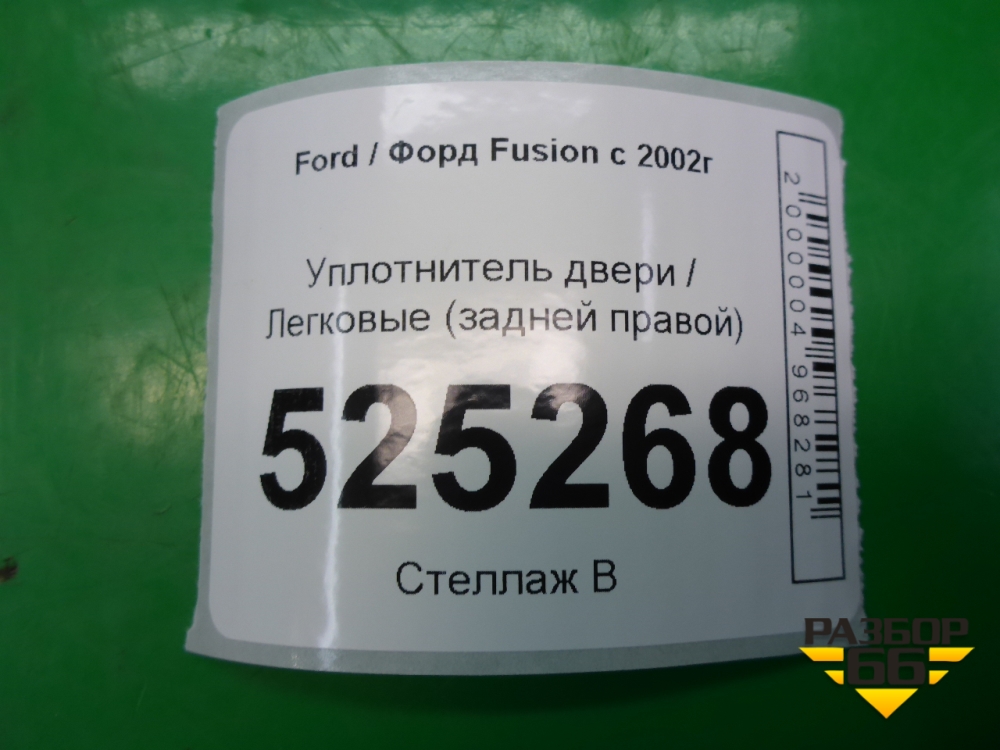 Ford / Форд Fusion с 2002г
Уплотнитель двери /
Легковые (задней правой)
525268
Стеллаж В
2000004968281
РАЗБОР
66